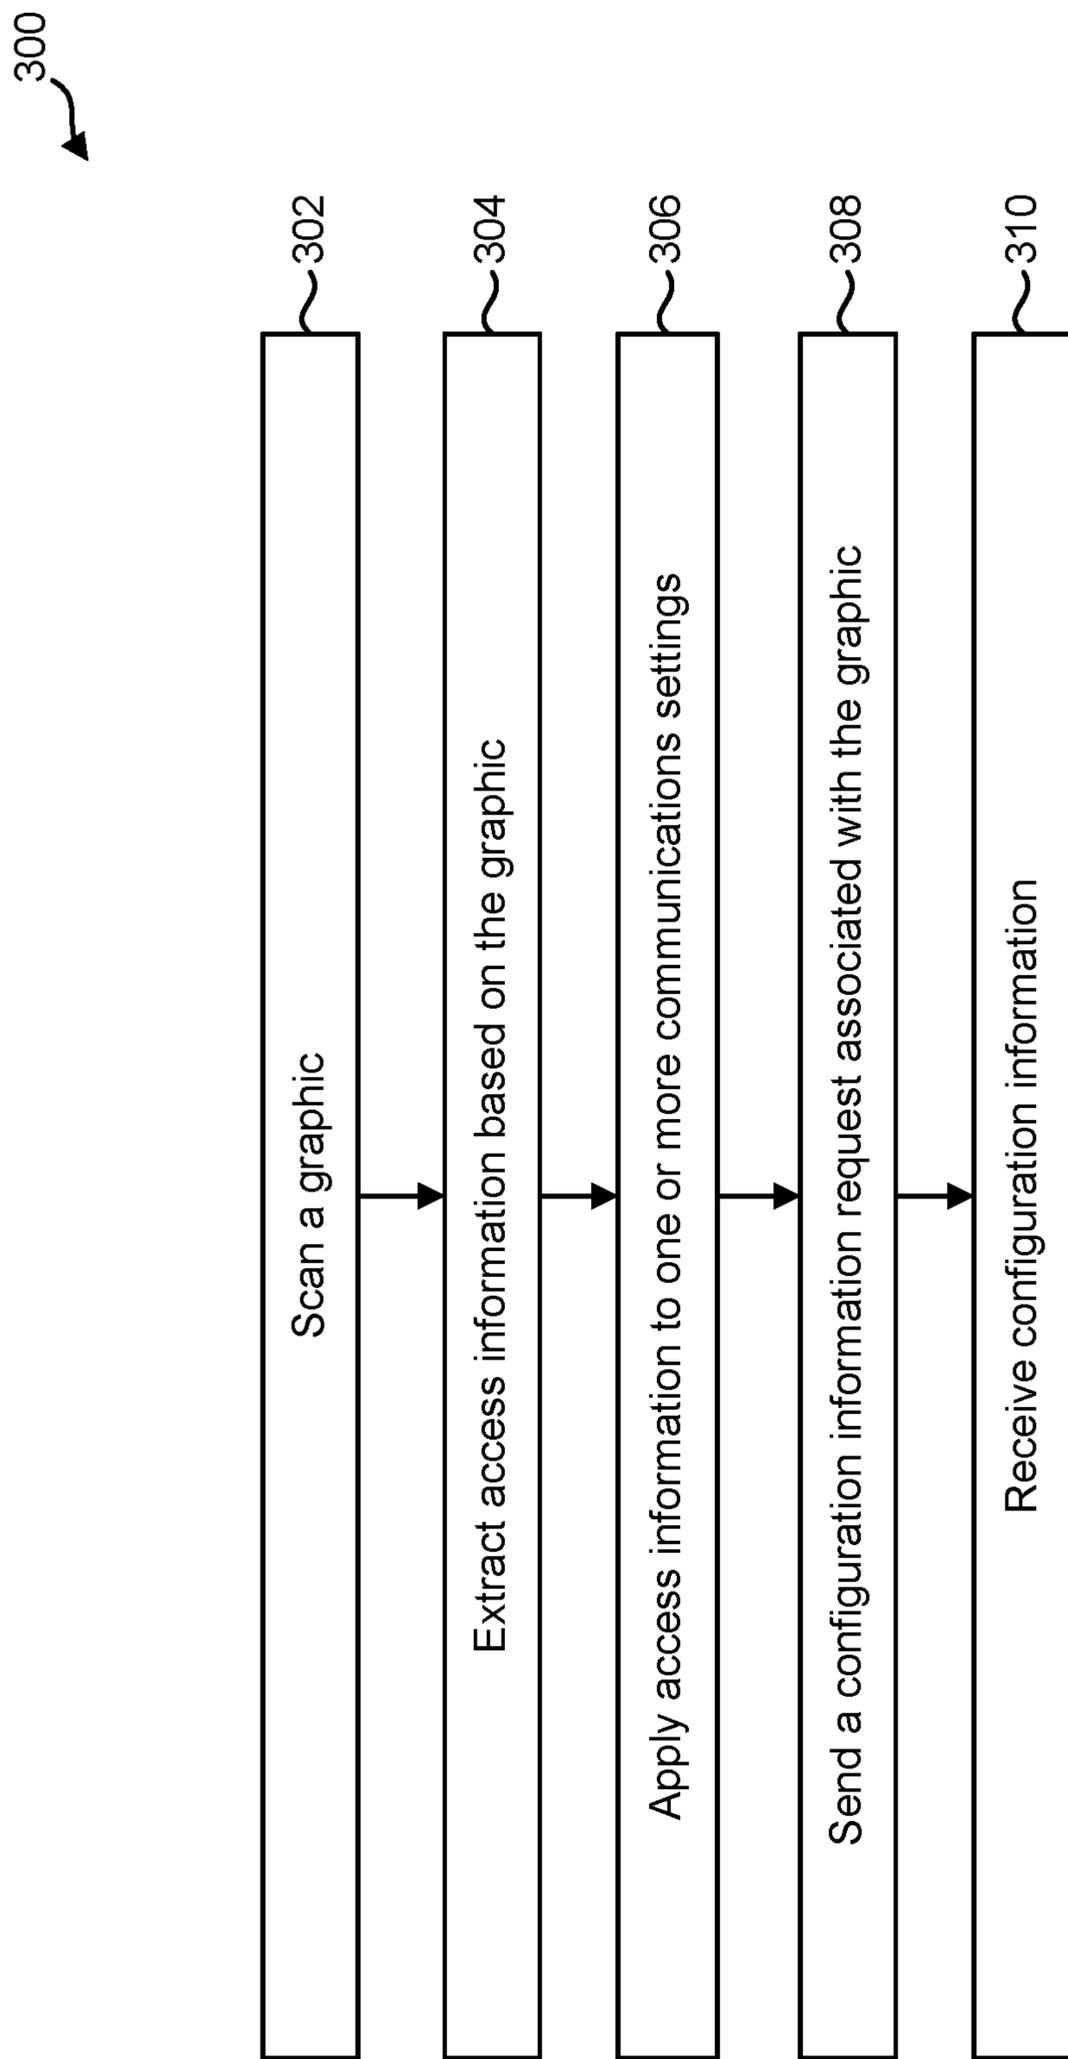 300
302
Scan a graphic
304
Extract access information based on the graphic
306
Apply access information to one or more communications settings
308
Send a configuration information request associated with the graphic
310
Receive configuration information